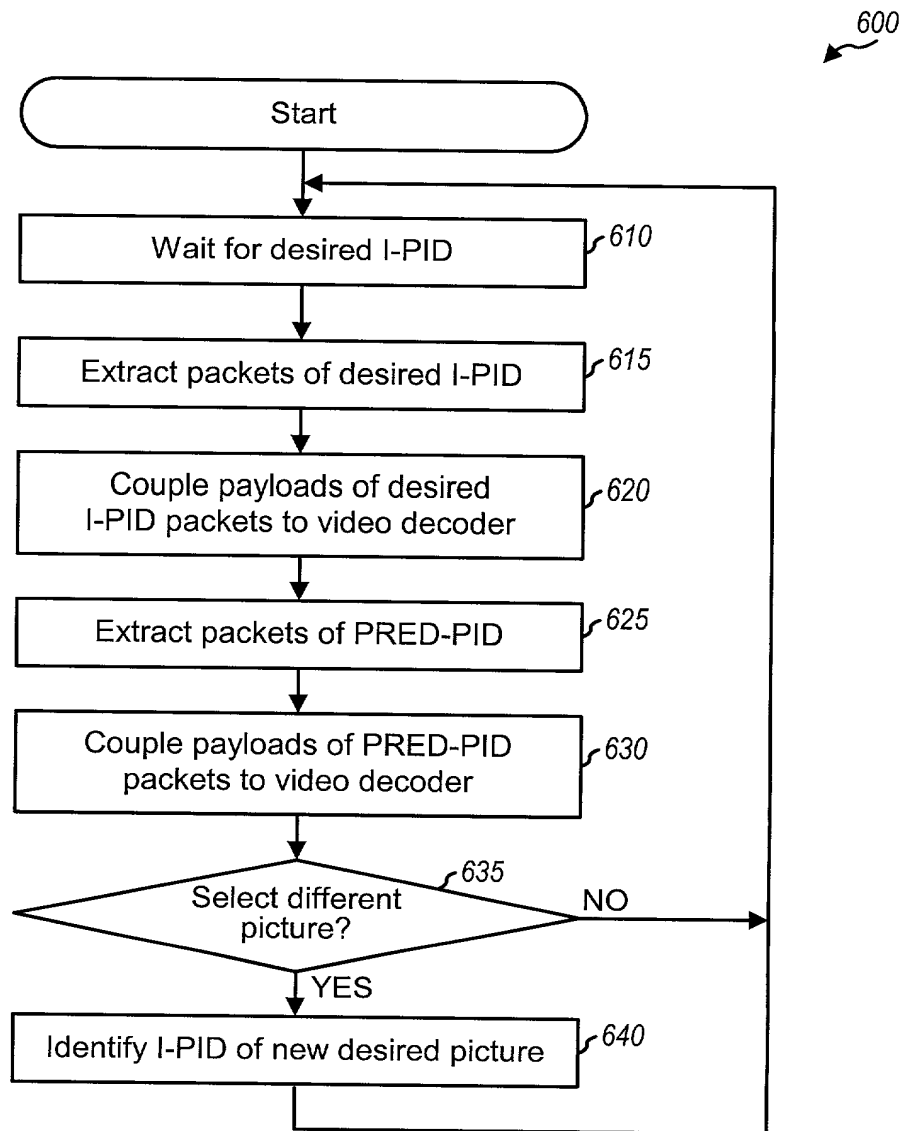 600
Start
Wait for desired I-PID
610
Extract packets of desired I-PID
615
Couple payloads of desired
I-PID packets to video decoder
620
Extract packets of PRED-PID
625
Couple payloads of PRED-PID
packets to video decoder
630
635
Select different
picture?
NO
YES
Identify I-PID of new desired picture
640